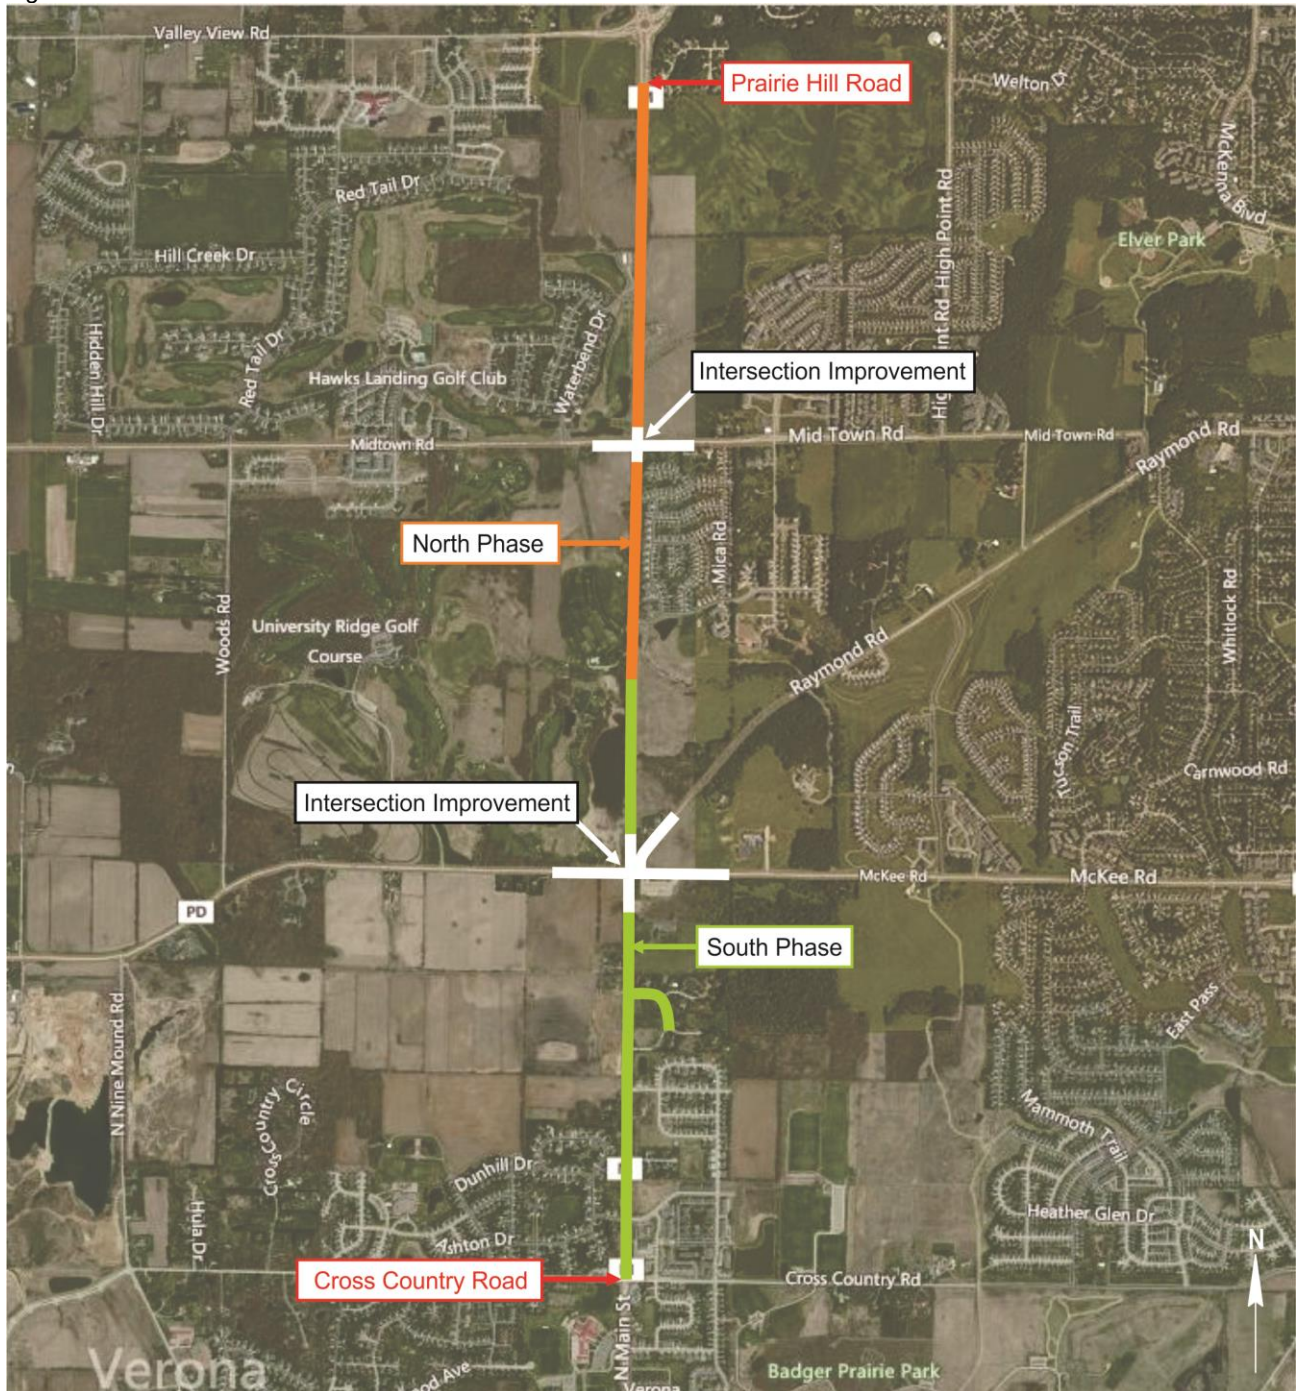 Valley View Rd
Prairie Hill Road
Welton Dr
McKenna Blvd
Red Tail Dr
High Point Rd
Elver Park
Hill Creek Dr
Hidden Hill Dr
Red Tail Dr
Waterbend Dr
Hawks Landing Golf Club
Intersection Improvement
Midtown Rd
Mid Town Rd
Mid-Town Rd
Raymond Rd
North Phase
Mica Rd
Woods Rd
University Ridge Golf
Course
Whitlock Rd
Raymond Rd
Tucson Trail
Carnwood Rd
Intersection Improvement
McKee Rd
McKee Rd
PD
South Phase
N Nine Mound Rd
East Pass
Cross Country
Circle
Mammoth Trail
Dunhill Dr
Hula Dr
Ashton Dr
Heather Glen Dr
N
Cross Country Road
Cross Country Rd
N Main St
Verona
Badger Prairie Park
Verona